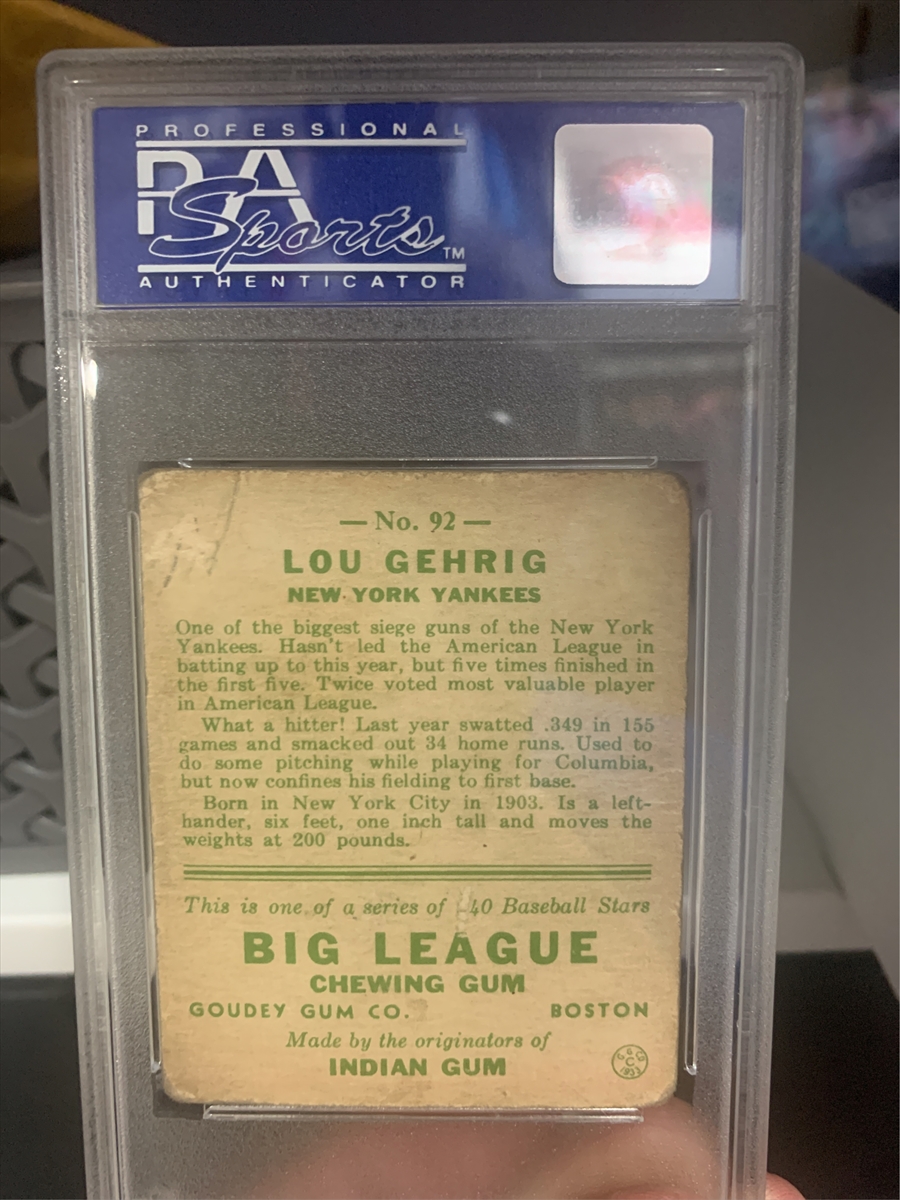 PROFESSIONAL
PSA
Sports™
AUTHENTICATOR
— No. 92 —
LOU GEHRIG
NEW YORK YANKEES
One of the biggest siege guns of the New York
Yankees. Hasn't led the American League in
batting up to this year, but five times finished in
the first five. Twice voted most valuable player
in American League.
What a hitter! Last year swatted .349 in 155
games and smacked out 34 home runs. Used to
do some pitching while playing for Columbia,
but now confines his fielding to first base.
Born in New York City in 1903. Is a left-
hander, six feet, one inch tall and moves the
weights at 200 pounds.
This is one of a series of 40 Baseball Stars
BIG LEAGUE
CHEWING GUM
GOUDEY GUM CO. BOSTON
Made by the originators of
INDIAN GUM
G G Co
C
1933